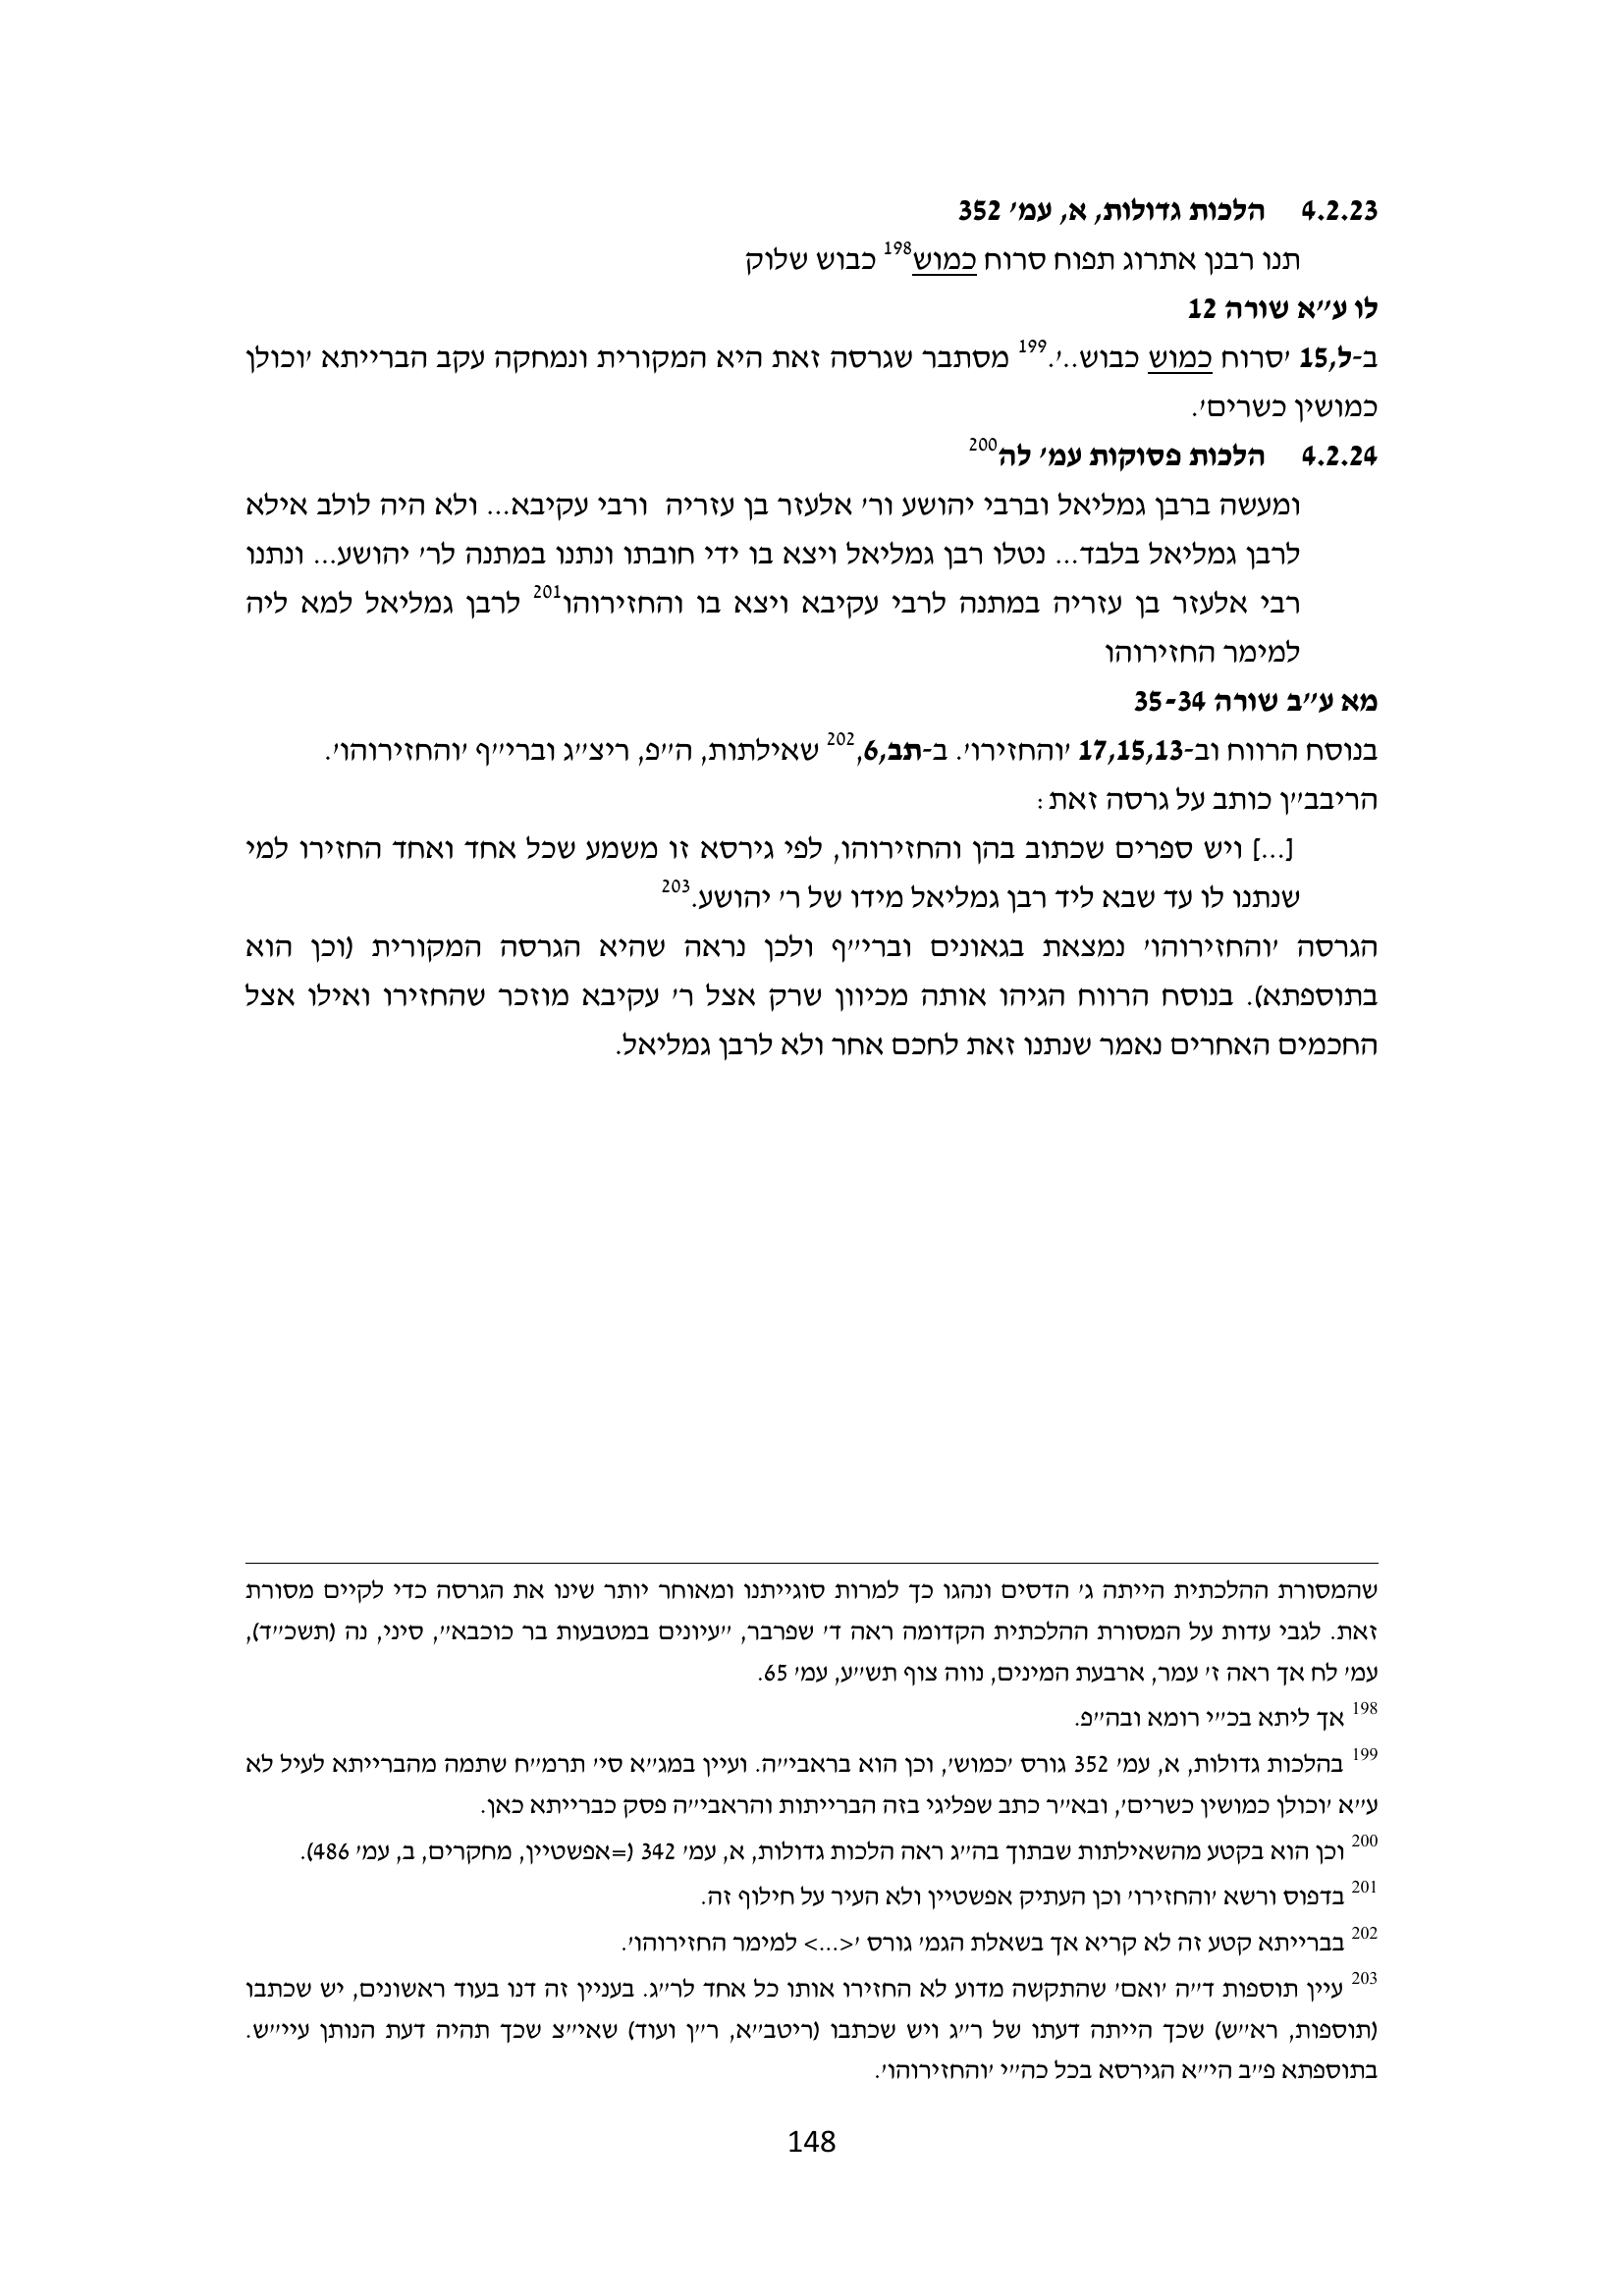 4.2.23 הלכות גדולות, א, עמ' 352
תנו רבנן אתרוג תפוח סרוח כמוש198 כבוש שלוק
לו ע״א שורה 12
ב-ל,15 'סרוח כמוש כבוש..'.199 מסתבר שגרסה זאת היא המקורית ונמחקה עקב הברייתא 'וכולן
כמושין כשרים'.
4.2.24 הלכות פסוקות עמ' לה200
ומעשה ברבן גמליאל וברבי יהושע ור' אלעזר בן עזריה ורבי עקיבא... ולא היה לולב אילא
לרבן גמליאל בלבד... נטלו רבן גמליאל ויצא בו ידי חובתו ונתנו במתנה לר' יהושע... ונתנו
רבי אלעזר בן עזריה במתנה לרבי עקיבא ויצא בו והחזירוהו201 לרבן גמליאל למא ליה
למימר החזירוהו
מא ע״ב שורה 35-34
בנוסח הרווח וב-17,15,13 'והחזירו'. ב-תב,6,202 שאילתות, ה״פ, ריצ״ג וברי״ף 'והחזירוהו'.
הריבב״ן כותב על גרסה זאת:
[...] ויש ספרים שכתוב בהן והחזירוהו, לפי גירסא זו משמע שכל אחד ואחד החזירו למי
שנתנו לו עד שבא ליד רבן גמליאל מידו של ר' יהושע.203
הגרסה 'והחזירוהו' נמצאת בגאונים וברי״ף ולכן נראה שהיא הגרסה המקורית (וכן הוא
בתוספתא). בנוסח הרווח הגיהו אותה מכיוון שרק אצל ר' עקיבא מוזכר שהחזירו ואילו אצל
החכמים האחרים נאמר שנתנו זאת לחכם אחר ולא לרבן גמליאל.
שהמסורת ההלכתית הייתה ג' הדסים ונהגו כך למרות סוגייתנו ומאוחר יותר שינו את הגרסה כדי לקיים מסורת
זאת. לגבי עדות על המסורת ההלכתית הקדומה ראה ד' שפרבר, ״עיונים במטבעות בר כוכבא״, סיני, נה (תשכ״ד),
עמ' לח אך ראה ז' עמר, ארבעת המינים, נווה צוף תש״ע, עמ' 65.
198 אך ליתא בכ״י רומא ובה״פ.
199 בהלכות גדולות, א, עמ' 352 גורס 'כמוש', וכן הוא בראבי״ה. ועיין במג״א סי' תרמ״ח שתמה מהברייתא לעיל לא
ע״א 'וכולן כמושין כשרים', ובא״ר כתב שפליגי בזה הברייתות והראבי״ה פסק כברייתא כאן.
200 וכן הוא בקטע מהשאילתות שבתוך בה״ג ראה הלכות גדולות, א, עמ' 342 (=אפשטיין, מחקרים, ב, עמ' 486).
201 בדפוס ורשא 'והחזירו' וכן העתיק אפשטיין ולא העיר על חילוף זה.
202 בברייתא קטע זה לא קריא אך בשאלת הגמ' גורס '<...> למימר החזירוהו'.
203 עיין תוספות ד״ה 'ואם' שהתקשה מדוע לא החזירו אותו כל אחד לר״ג. בעניין זה דנו בעוד ראשונים, יש שכתבו
(תוספות, רא״ש) שכך הייתה דעתו של ר״ג ויש שכתבו (ריטב״א, ר״ן ועוד) שאי״צ שכך תהיה דעת הנותן עיי״ש.
בתוספתא פ״ב הי״א הגירסא בכל כה״י 'והחזירוהו'.
148